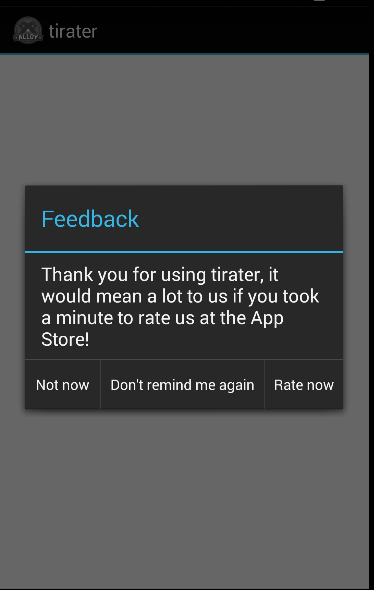 ALLOY
tirater
Feedback
Thank you for using tirater, it
would mean a lot to us if you took
a minute to rate us at the App
Store!
Not now
Don't remind me again
Rate now